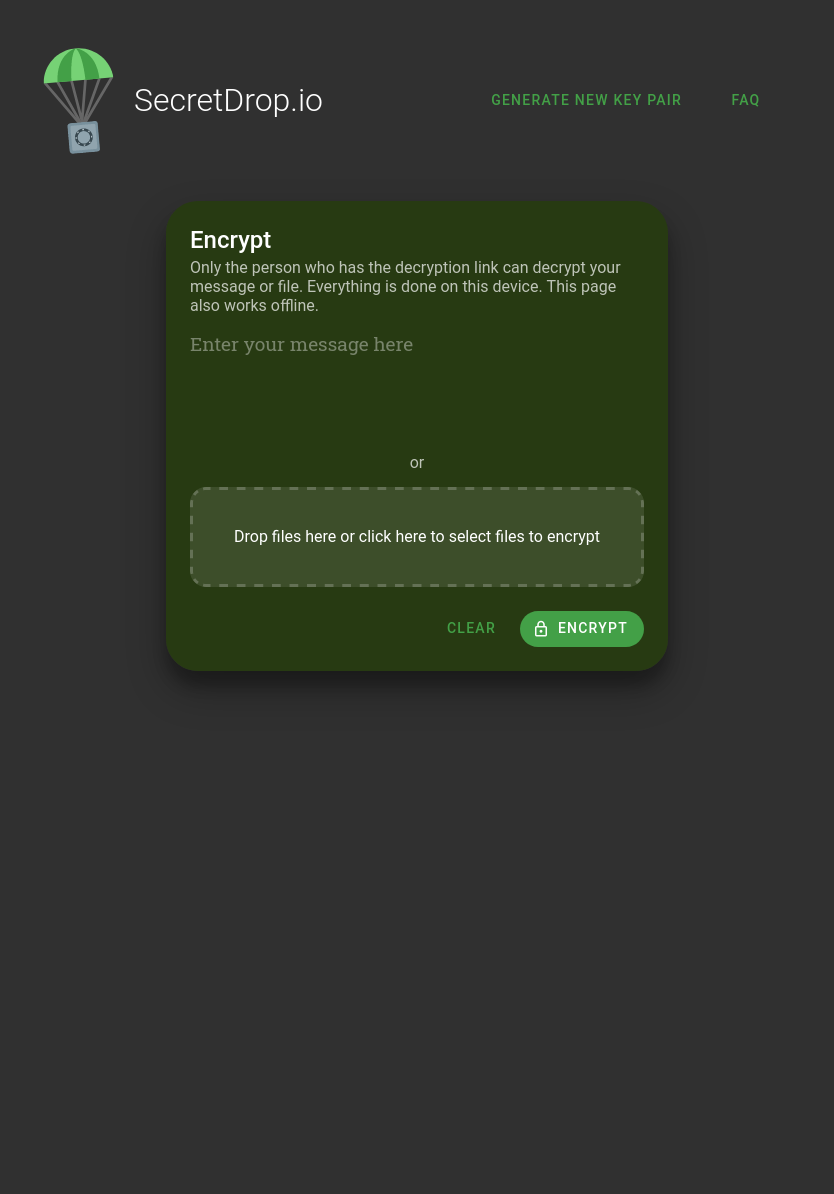 SecretDrop.io
GENERATE NEW KEY PAIR
FAQ
Encrypt
Only the person who has the decryption link can decrypt your
message or file. Everything is done on this device. This page
also works offline.
Enter your message here
or
Drop files here or click here to select files to encrypt
CLEAR
ENCRYPT